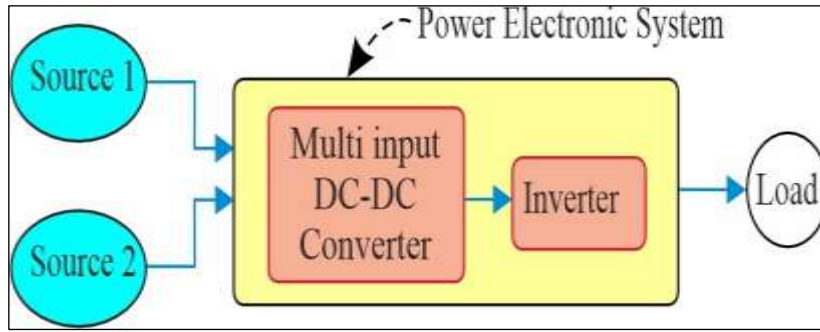 Power Electronic System
Source 1
Source 2
Multi input
DC-DC
Converter
Inverter
Load